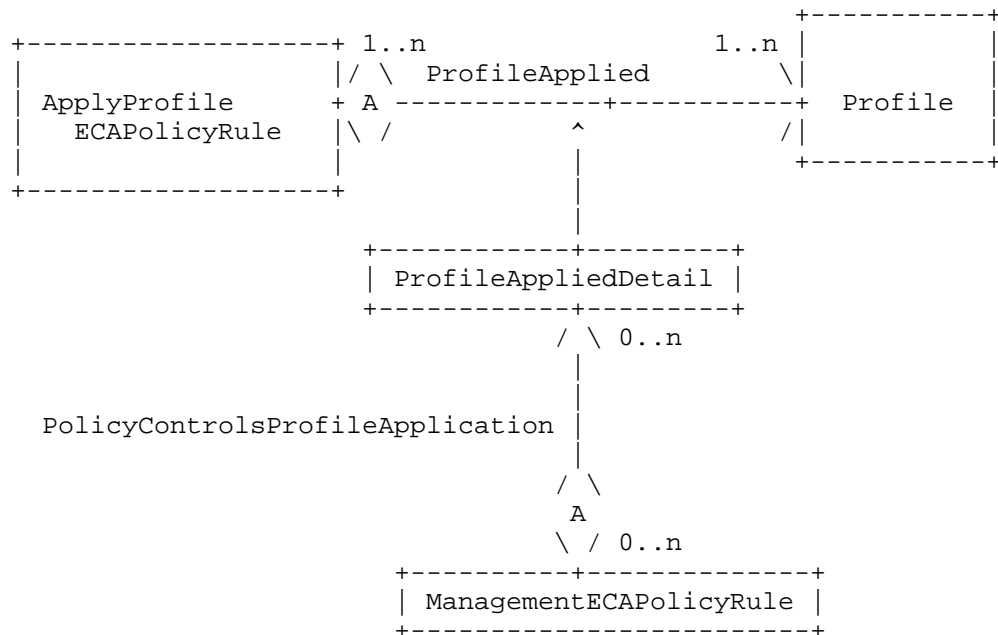 1..n 1..n
ProfileApplied
ApplyProfile A Profile
ECAPolicyRule
ProfileAppliedDetail
0..n
PolicyControlsProfileApplication
A
0..n
ManagementECAPolicyRule